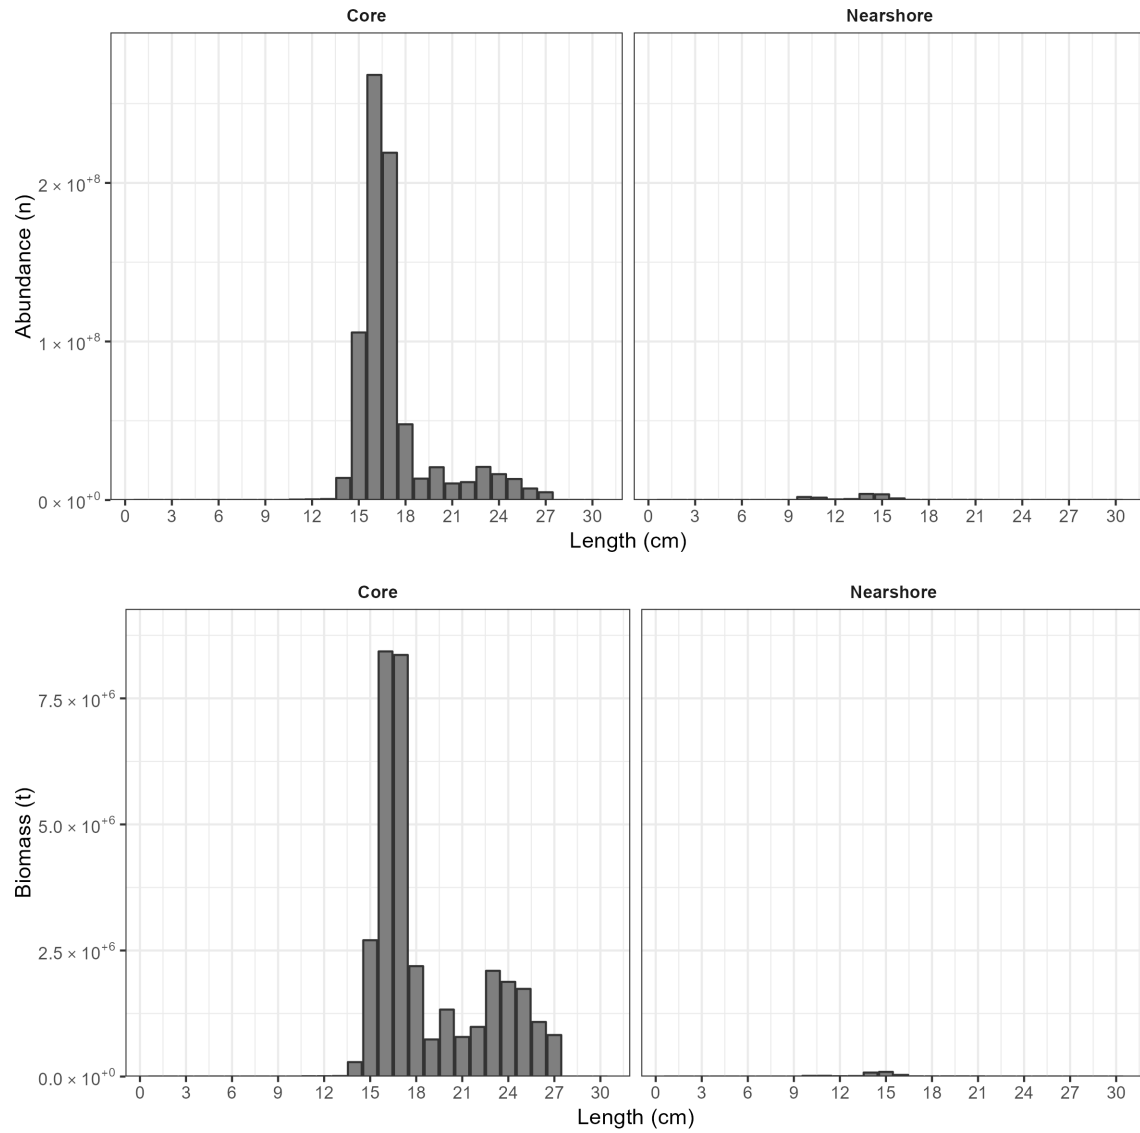 Core Nearshore
Abundance (n)
2 × 10⁺⁸
1 × 10⁺⁸
0 × 10⁺⁰
0 3 6 9 12 15 18 21 24 27 30 0 3 6 9 12 15 18 21 24 27 30
Length (cm)
Core Nearshore
Biomass (t)
7.5 × 10⁺⁶
5.0 × 10⁺⁶
2.5 × 10⁺⁶
0.0 × 10⁺⁰
0 3 6 9 12 15 18 21 24 27 30 0 3 6 9 12 15 18 21 24 27 30
Length (cm)